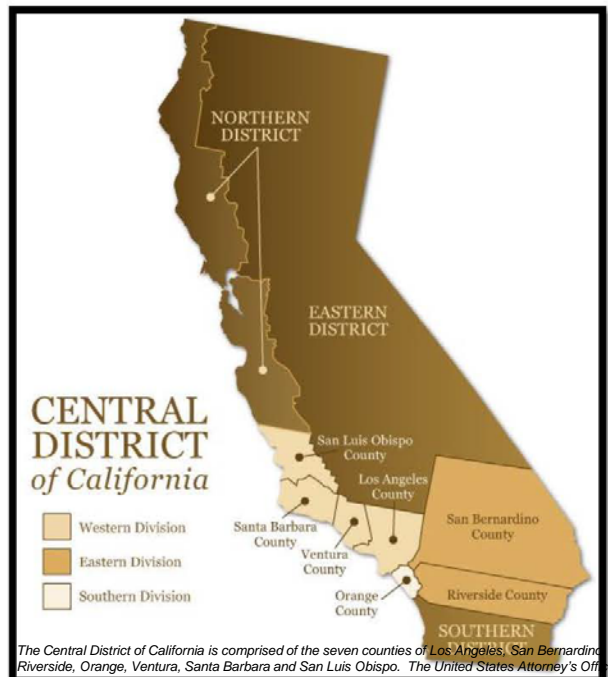 NORTHERN
DISTRICT
EASTERN
DISTRICT
CENTRAL
DISTRICT
of California
San Luis Obispo
County
Los Angeles
County
San Bernardino
County
Santa Barbara
County
Ventura
County
Orange
County
Riverside County
Western Division
Eastern Division
Southern Division
SOUTHERN
DISTRICT
The Central District of California is comprised of the seven counties of Los Angeles, San Bernardino
Riverside, Orange, Ventura, Santa Barbara and San Luis Obispo. The United States Attorney's